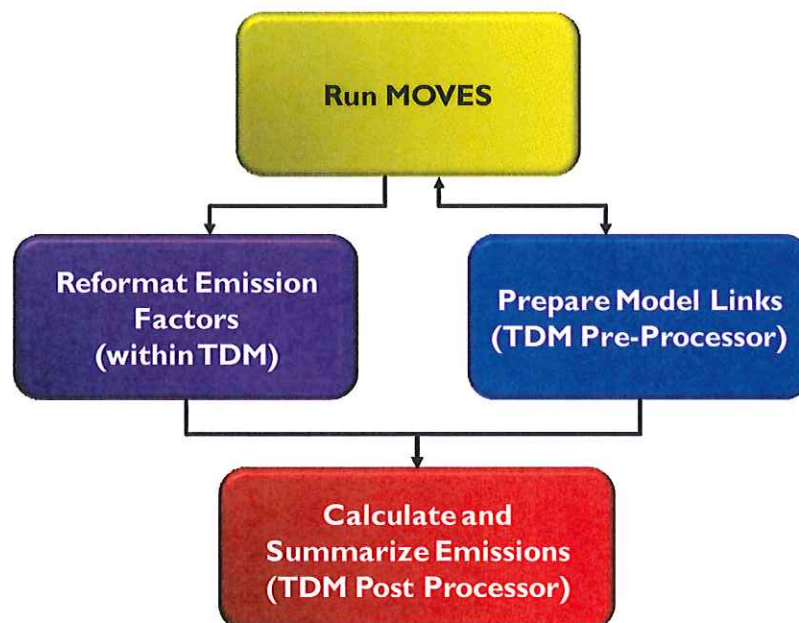 Run MOVES
Reformat Emission
Factors
(within TDM)
Prepare Model Links
(TDM Pre-Processor)
Calculate and
Summarize Emissions
(TDM Post Processor)